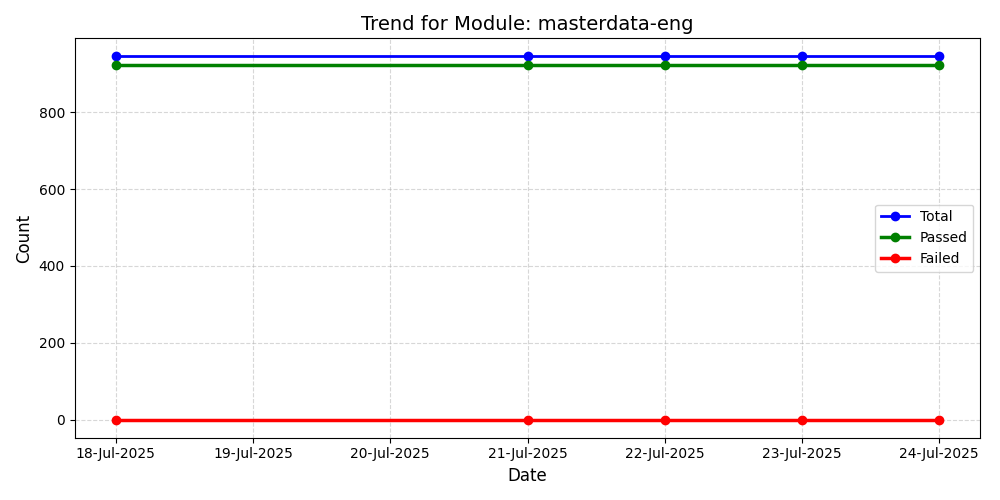 Trend for Module: masterdata-eng
Count
800
600
400
200
0
Total
Passed
Failed
18-Jul-2025 19-Jul-2025 20-Jul-2025 21-Jul-2025 22-Jul-2025 23-Jul-2025 24-Jul-2025
Date